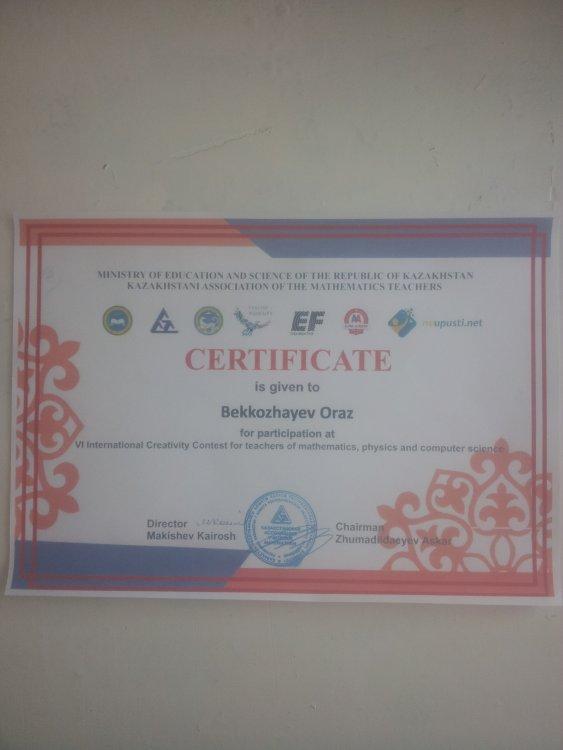 MINISTRY OF EDUCATION AND SCIENCE OF THE REPUBLIC OF KAZAKHSTAN
KAZAKHSTANI ASSOCIATION OF THE MATHEMATICS TEACHERS
EF
neupusti.net
CERTIFICATE
is given to
Bekkozhayev Oraz
for participation at
VI International Creativity Contest for teachers of mathematics, physics and computer science
Director
Makishev Kairosh
Chairman
Zhumadildaeyev Askar